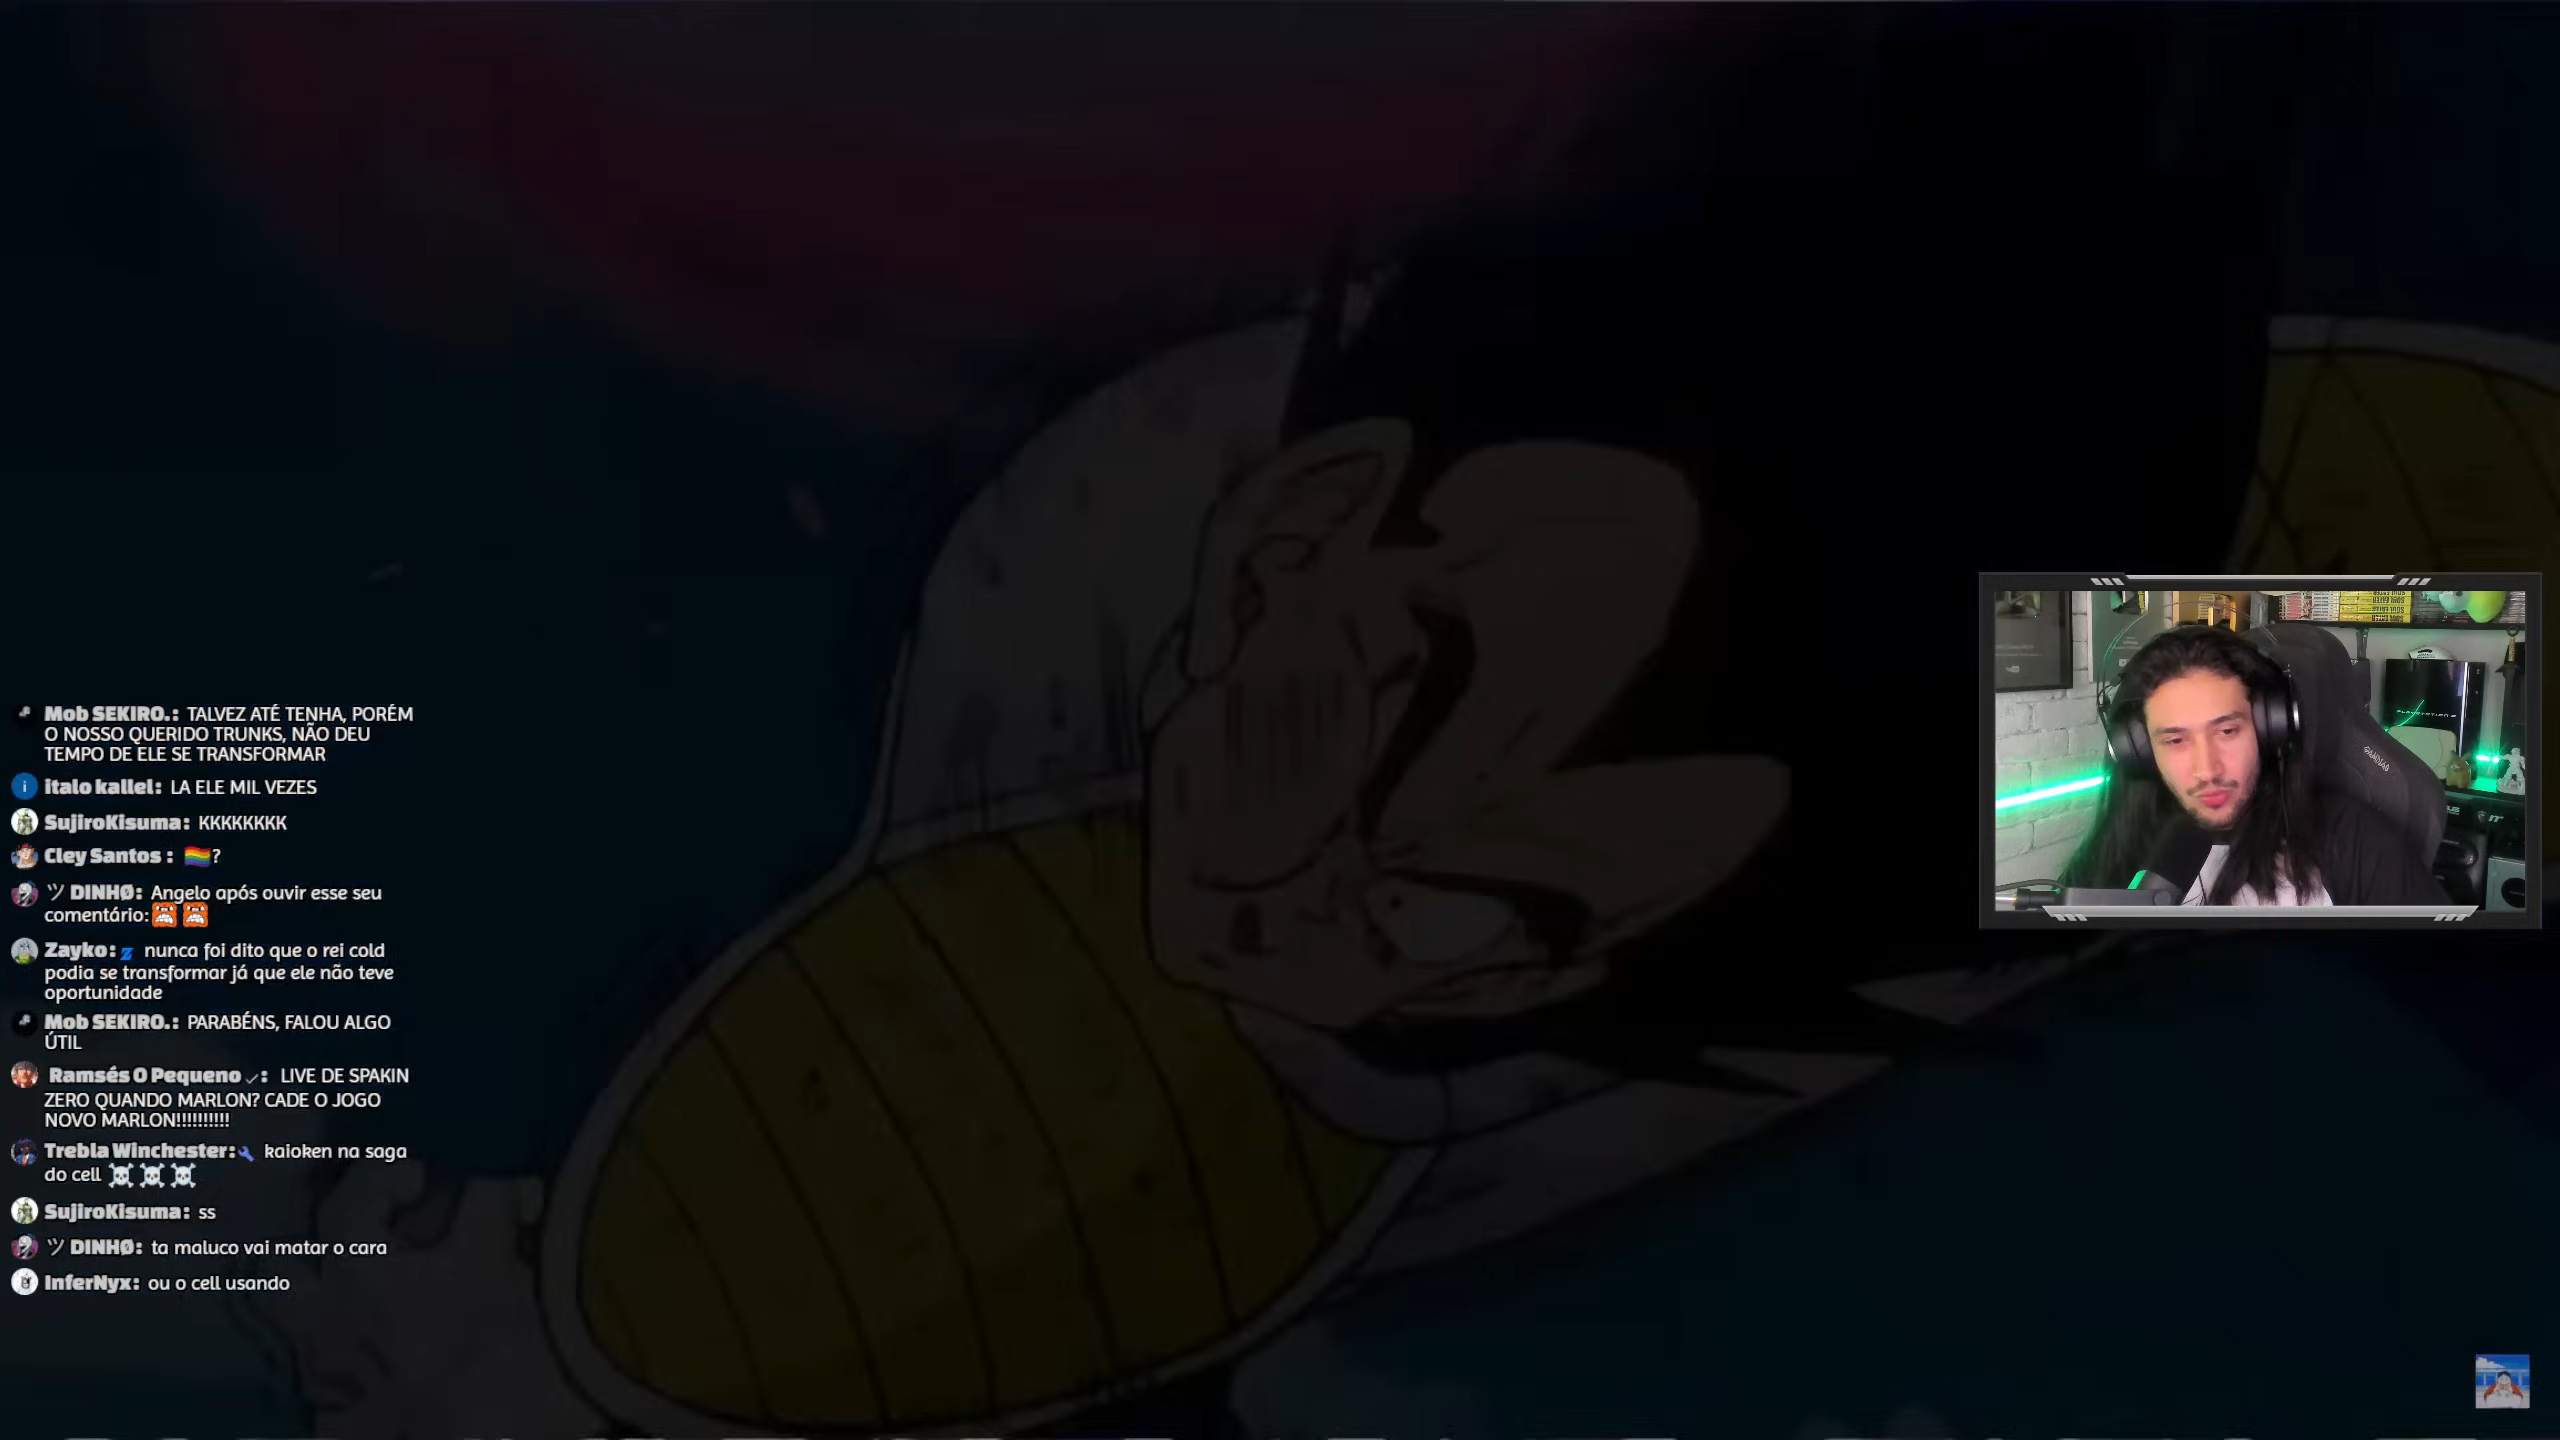 Mob SEKIRO.: TALVEZ ATÉ TENHA, PORÉM
O NOSSO QUERIDO TRUNKS, NÃO DEU
TEMPO DE ELE SE TRANSFORMAR
italo kallel: LA ELE MIL VEZES
SujiroKisuma: KKKKKKKK
Cley Santos : 🏳️‍🌈?
ツ DINHØ: Angelo após ouvir esse seu
comentário:
Zayko: nunca foi dito que o rei cold
podia se transformar já que ele não teve
oportunidade
Mob SEKIRO.: PARABÉNS, FALOU ALGO
ÚTIL
Ramsés O Pequeno ✓: LIVE DE SPAKIN
ZERO QUANDO MARLON? CADE O JOGO
NOVO MARLON!!!!!!!!!!
Trebla Winchester: kaioken na saga
do cell ☠️☠️☠️
SujiroKisuma: ss
ツ DINHØ: ta maluco vai matar o cara
InferNyx: ou o cell usando
SOUL EATER